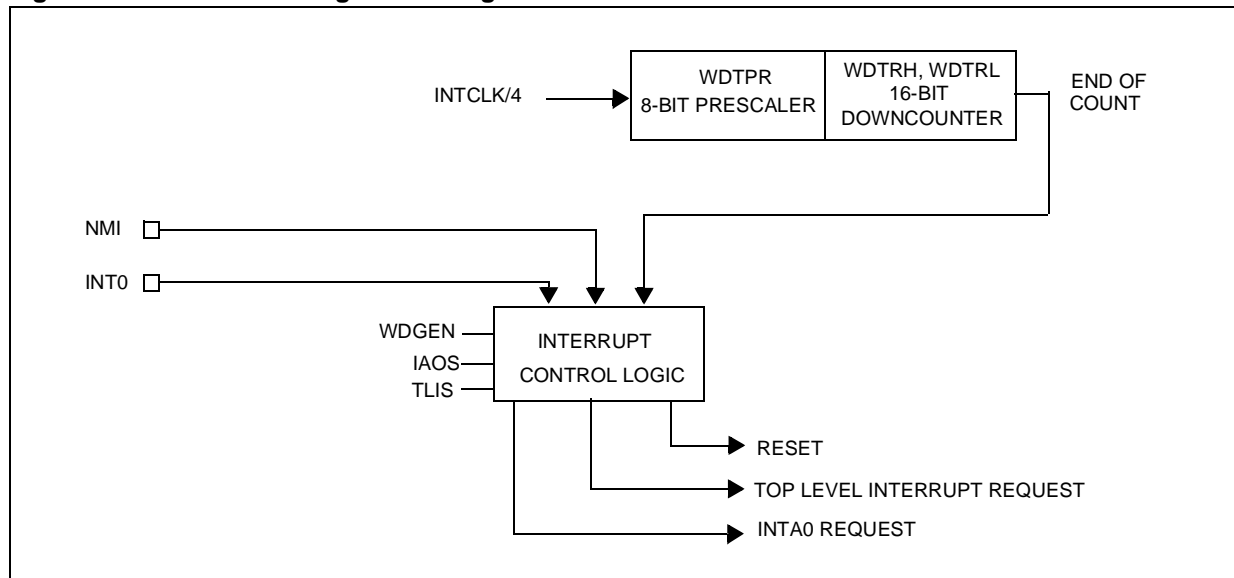 INTCLK/4
WDTPR
8-BIT PRESCALER
WDTRH, WDTRL
16-BIT
DOWNCOUNTER
END OF
COUNT
NMI
INT0
WDGEN
IAOS
TLIS
INTERRUPT
CONTROL LOGIC
RESET
TOP LEVEL INTERRUPT REQUEST
INTA0 REQUEST